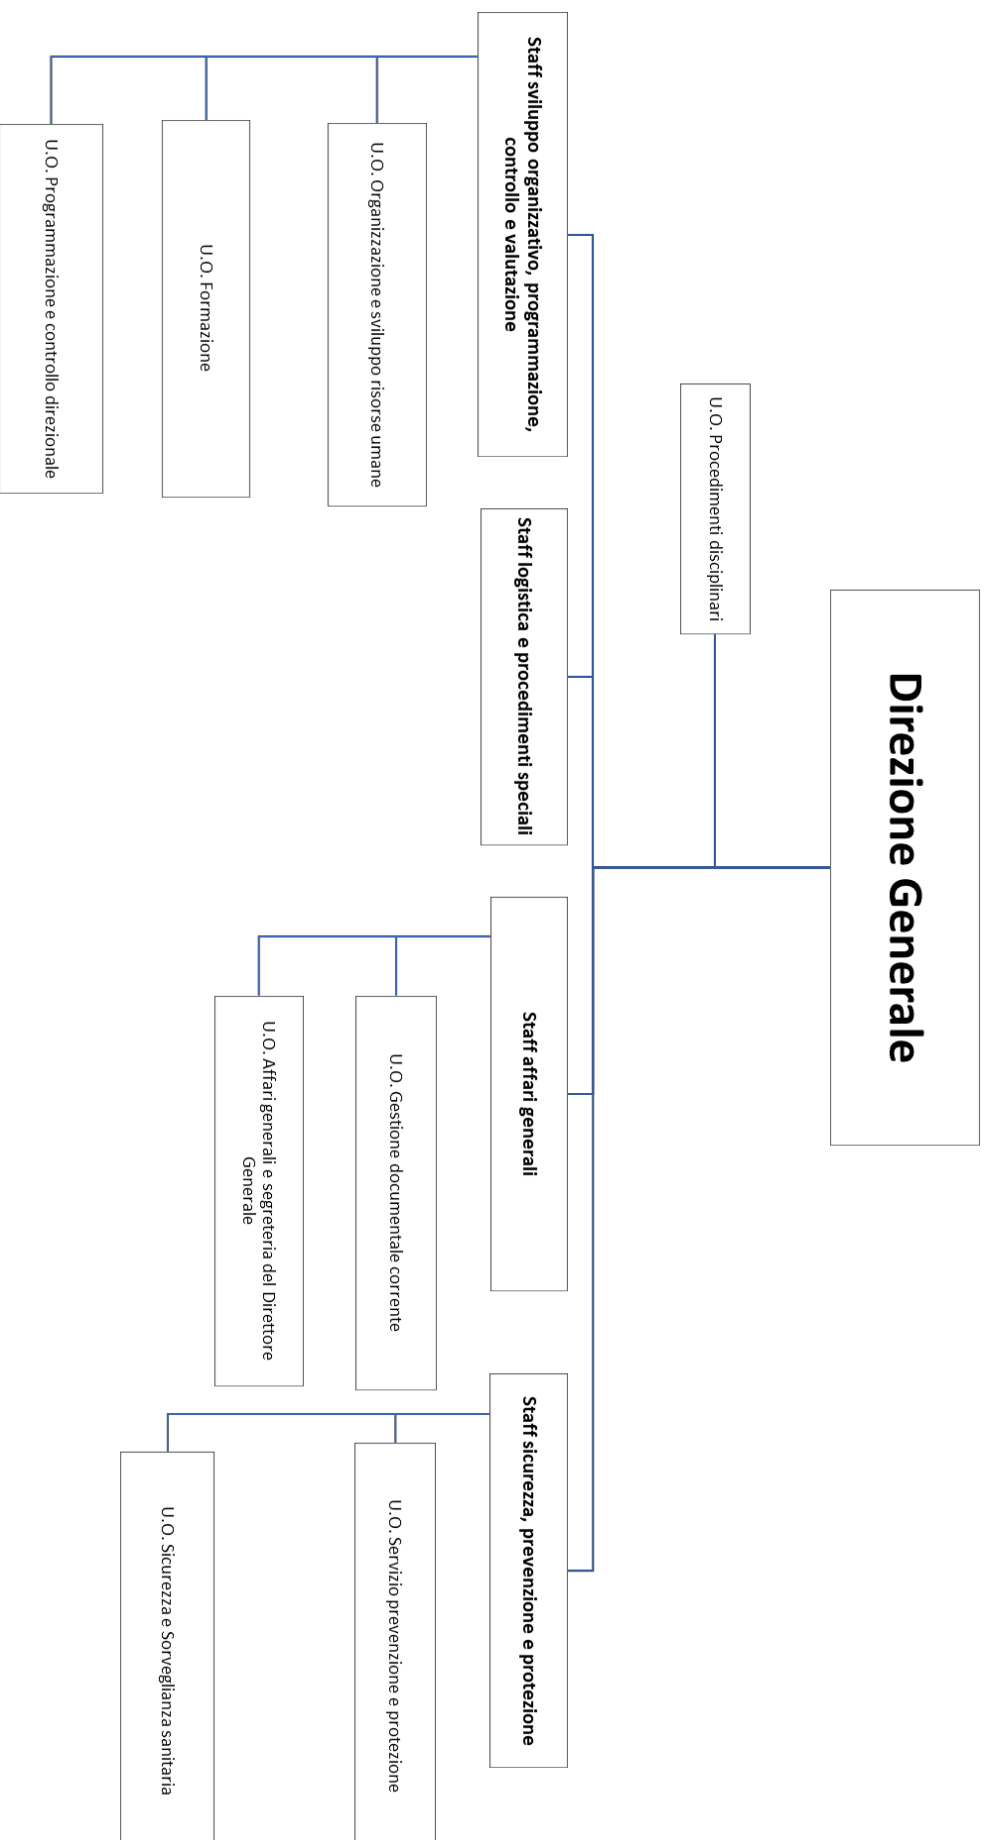 Direzione Generale
U.O. Procedimenti disciplinari
Staff sviluppo organizzativo, programmazione,
controllo e valutazione
U.O. Organizzazione e sviluppo risorse umane
U.O. Formazione
U.O. Programmazione e controllo direzionale
Staff logistica e procedimenti speciali
Staff affari generali
U.O. Gestione documentale corrente
U.O. Affari generali e segreteria del Direttore
Generale
Staff sicurezza, prevenzione e protezione
U.O. Servizio prevenzione e protezione
U.O. Sicurezza e Sorveglianza sanitaria